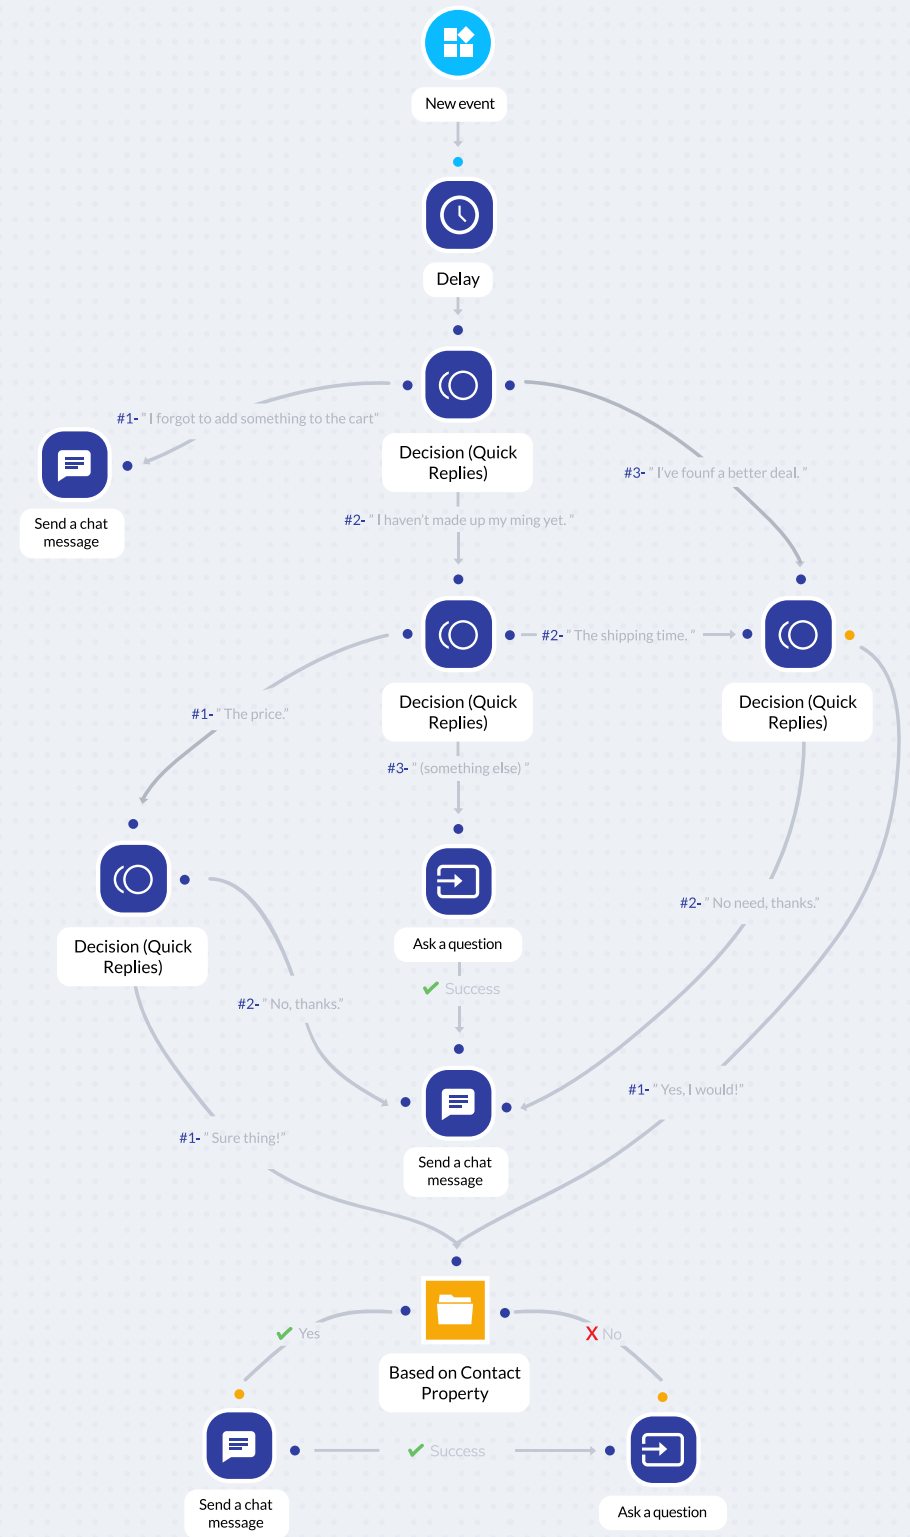 New event
Delay
#1- " I forgot to add something to the cart"
Decision (Quick
Replies)
#3- " I've founf a better deal. "
Send a chat
message
#2- " I haven't made up my ming yet. "
#2- " The shipping time. "
Decision (Quick
Replies)
Decision (Quick
Replies)
#1- " The price."
#3- " (something else) "
#2- " No need, thanks."
Decision (Quick
Replies)
Ask a question
Success
#2- " No, thanks."
#1- " Yes, I would!"
#1- " Sure thing!"
Send a chat
message
Yes
X No
Based on Contact
Property
Success
Send a chat
message
Ask a question